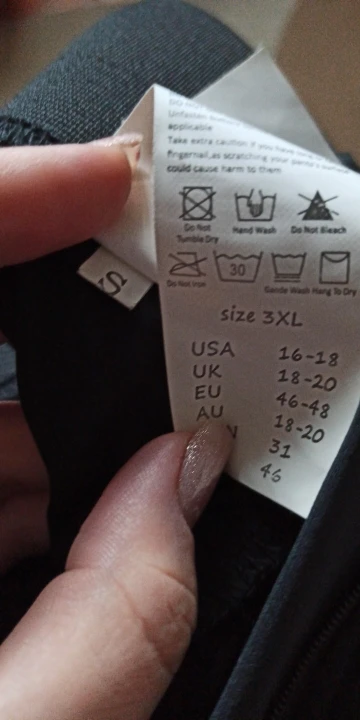 applicable
Take extra caution if you have long
fingernail,as scratching your
could cause harm to them
Do Not Tumble Dry
Hand Wash
Do Not Bleach
Do Not Iron
30
Gentle Wash
Hang To Dry
S
size 3XL
USA 16-18
UK 18-20
EU 46-48
AU 18-20
N 31
46